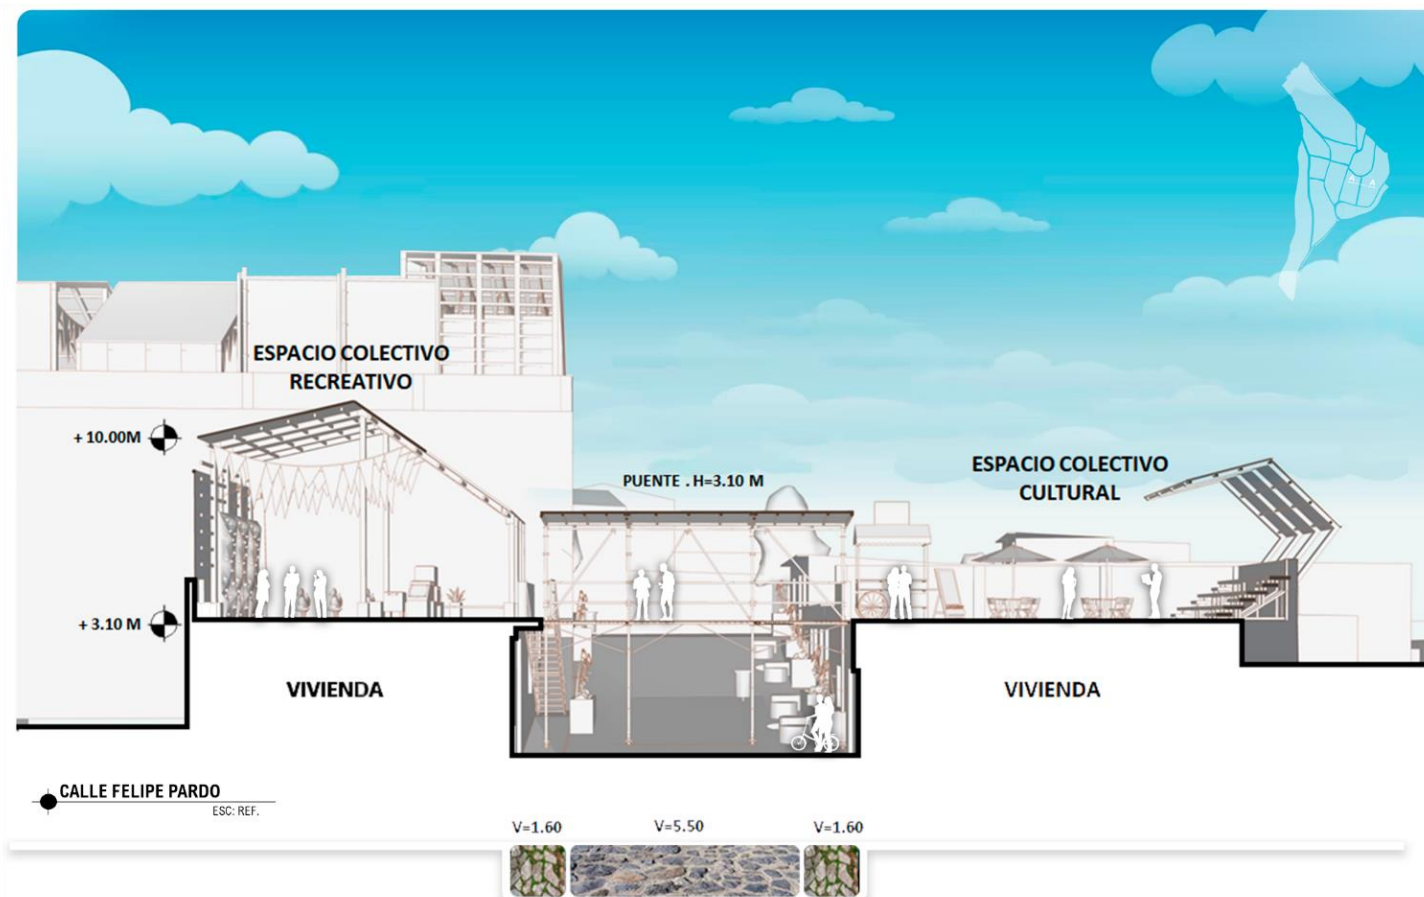 ESPACIO COLECTIVO
RECREATIVO
+ 10.00M
ESPACIO COLECTIVO
CULTURAL
PUENTE . H=3.10 M
+ 3.10 M
VIVIENDA
VIVIENDA
CALLE FELIPE PARDO
ESC: REF.
V=1.60
V=5.50
V=1.60
A
A